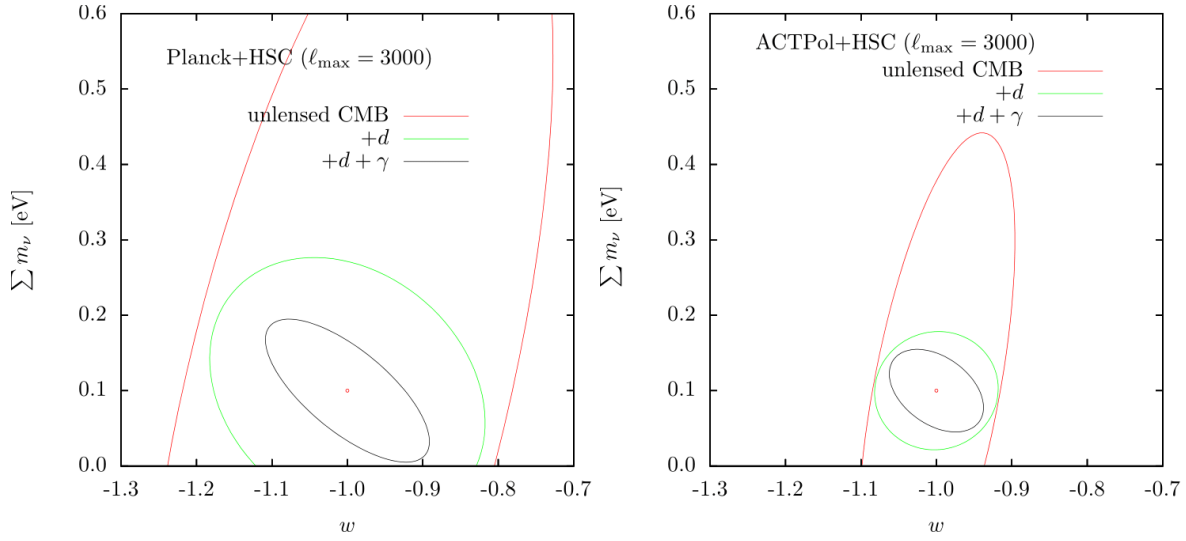 Planck+HSC (ℓmax = 3000)
unlensed CMB
+d
+d + γ
0.6
0.5
0.4
0.3
0.2
0.1
0.0
∑ mν [eV]
-1.3 -1.2 -1.1 -1.0 -0.9 -0.8 -0.7
w
ACTPol+HSC (ℓmax = 3000)
unlensed CMB
+d
+d + γ
0.6
0.5
0.4
0.3
0.2
0.1
0.0
∑ mν [eV]
-1.3 -1.2 -1.1 -1.0 -0.9 -0.8 -0.7
w